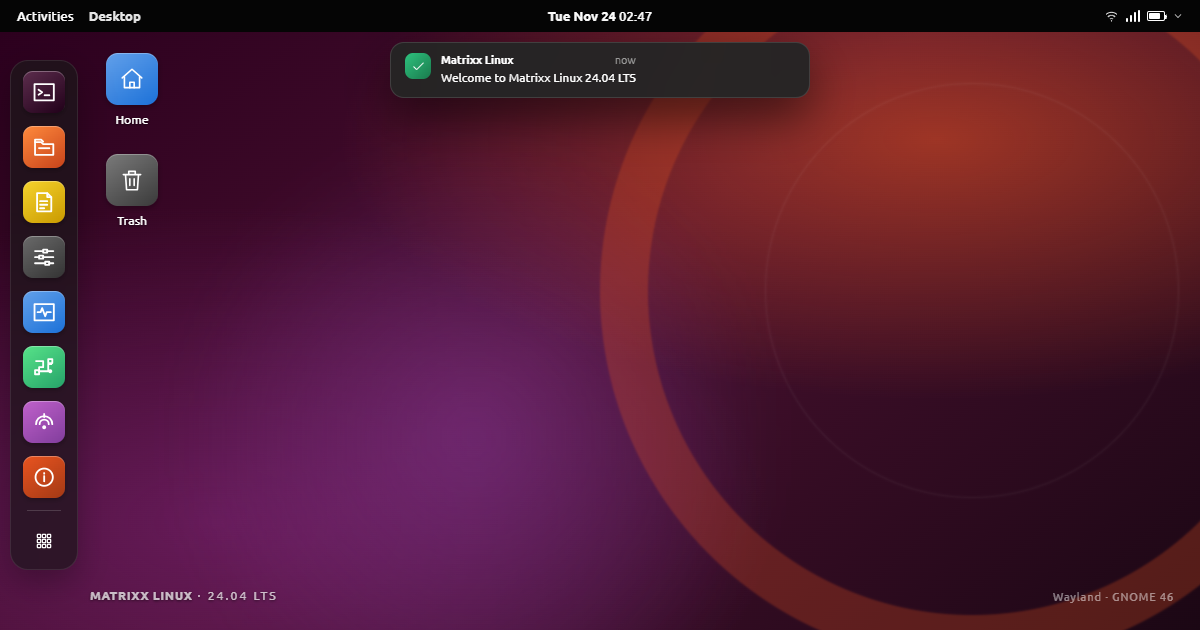 Activities Desktop Tue Nov 24 02:47
Matrixx Linux now
Welcome to Matrixx Linux 24.04 LTS
Home
Trash
MATRIXX LINUX · 24.04 LTS
Wayland · GNOME 46